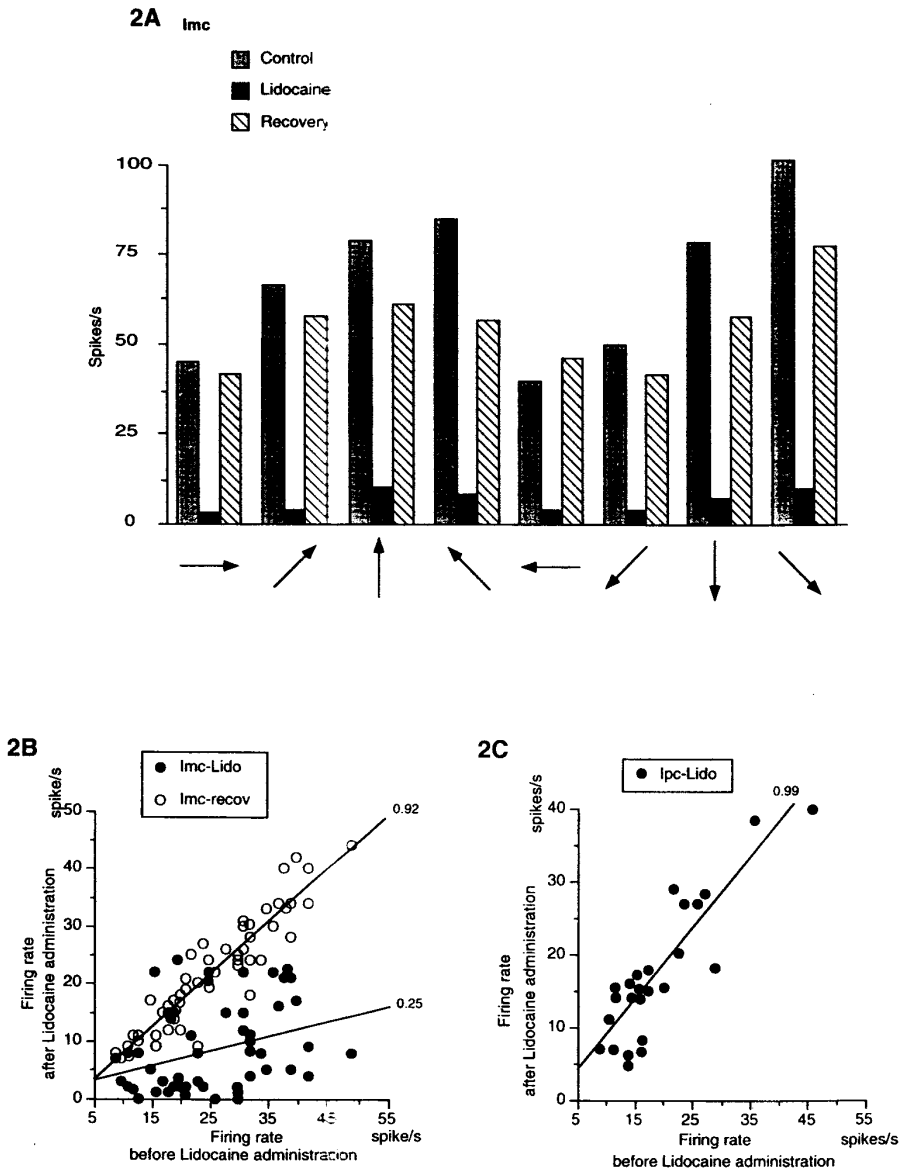 2A Imc
Control
Lidocaine
Recovery
100
75
50
25
0
Spikes/s
2B
Imc-Lido
Imc-recov
spike/s
50
40
30
20
10
0
Firing rate
after Lidocaine administration
0.92
0.25
5 15 25 35 45 55
Firing rate spike/s
before Lidocaine administration
2C
Ipc-Lido
spikes/s
40
30
20
10
0
Firing rate
after Lidocaine administration
0.99
5 15 25 35 45 55
Firing rate spikes/s
before Lidocaine administration